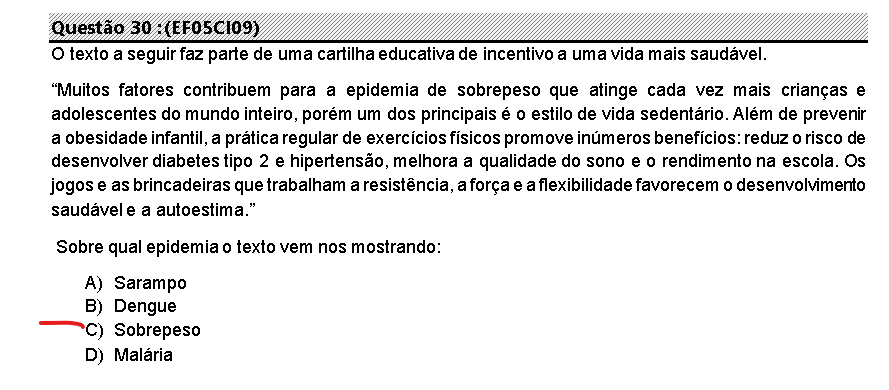 Questão 30 : (EF05CI09)
O texto a seguir faz parte de uma cartilha educativa de incentivo a uma vida mais saudável.
“Muitos fatores contribuem para a epidemia de sobrepeso que atinge cada vez mais crianças e
adolescentes do mundo inteiro, porém um dos principais é o estilo de vida sedentário. Além de prevenir
a obesidade infantil, a prática regular de exercícios físicos promove inúmeros benefícios: reduz o risco de
desenvolver diabetes tipo 2 e hipertensão, melhora a qualidade do sono e o rendimento na escola. Os
jogos e as brincadeiras que trabalham a resistência, a força e a flexibilidade favorecem o desenvolvimento
saudável e a autoestima.”
Sobre qual epidemia o texto vem nos mostrando:
A) Sarampo
B) Dengue
C) Sobrepeso
D) Malária